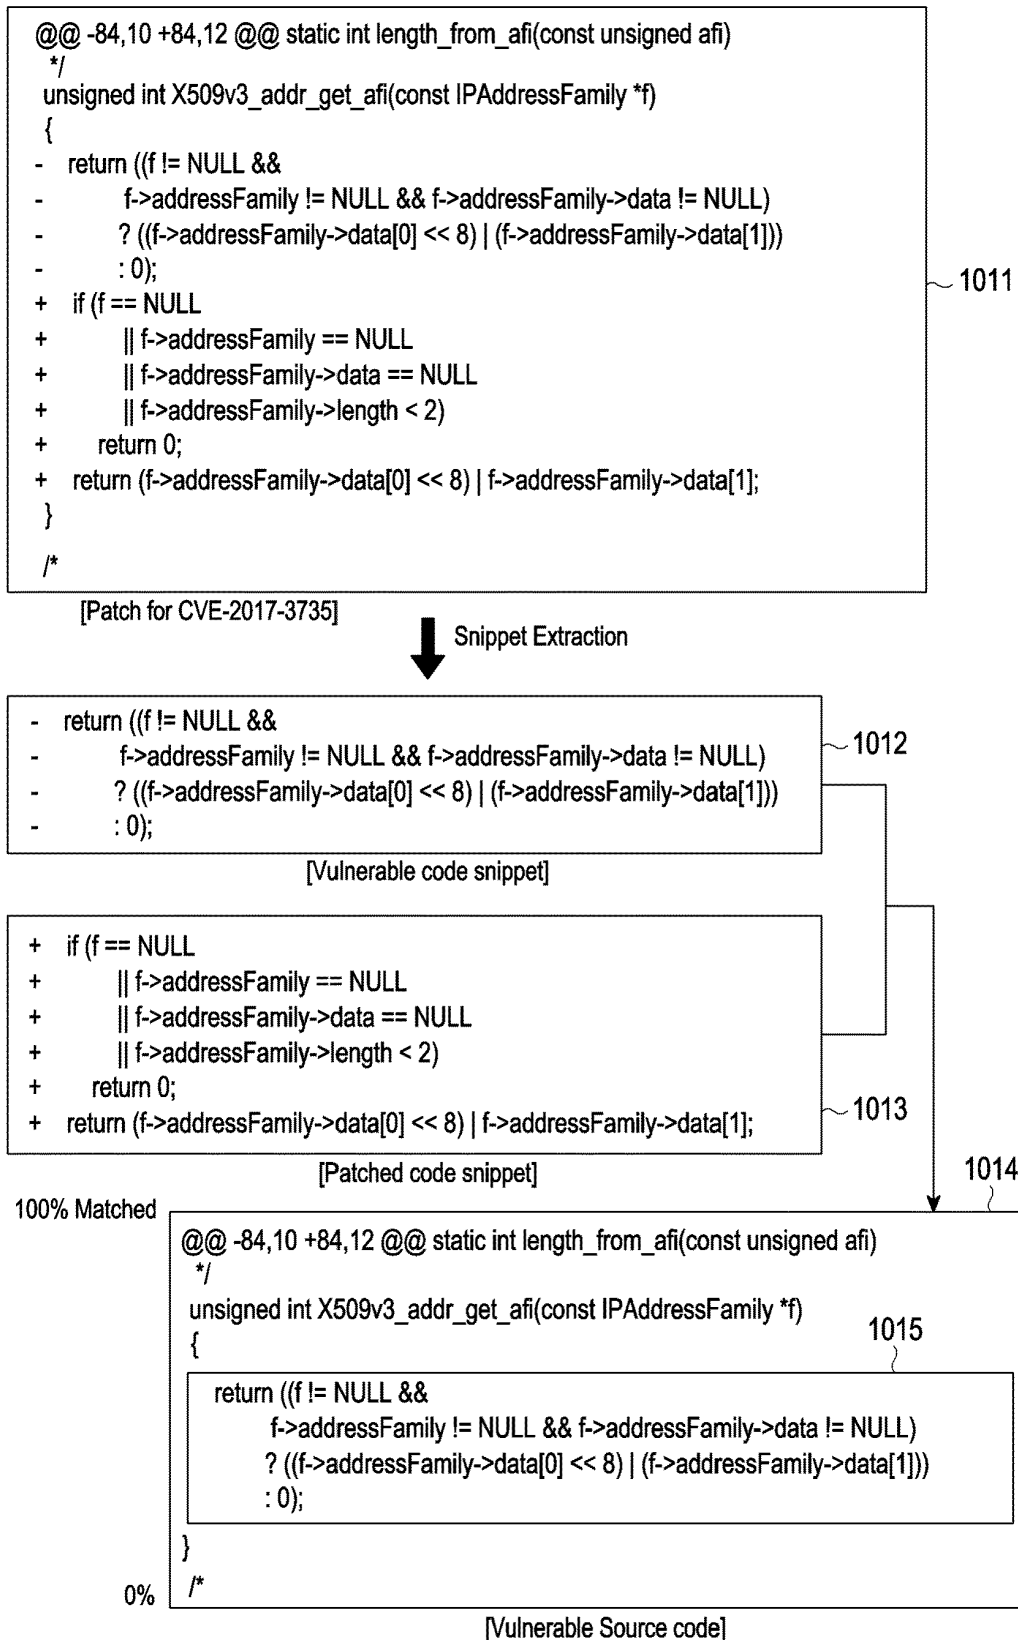 @@ -84,10 +84,12 @@ static int length_from_afi(const unsigned afi)
*/
unsigned int X509v3_addr_get_afi(const IPAddressFamily *f)
{
- return ((f != NULL &&
- f->addressFamily != NULL && f->addressFamily->data != NULL)
- ? ((f->addressFamily->data[0] << 8) | (f->addressFamily->data[1]))
- : 0);
+ if (f == NULL
+ || f->addressFamily == NULL
+ || f->addressFamily->data == NULL
+ || f->addressFamily->length < 2)
+ return 0;
+ return (f->addressFamily->data[0] << 8) | f->addressFamily->data[1];
}
/*
1011
[Patch for CVE-2017-3735]
Snippet Extraction
- return ((f != NULL &&
- f->addressFamily != NULL && f->addressFamily->data != NULL)
- ? ((f->addressFamily->data[0] << 8) | (f->addressFamily->data[1]))
- : 0);
1012
[Vulnerable code snippet]
+ if (f == NULL
+ || f->addressFamily == NULL
+ || f->addressFamily->data == NULL
+ || f->addressFamily->length < 2)
+ return 0;
+ return (f->addressFamily->data[0] << 8) | f->addressFamily->data[1];
1013
[Patched code snippet]
1014
100% Matched
@@ -84,10 +84,12 @@ static int length_from_afi(const unsigned afi)
*/
unsigned int X509v3_addr_get_afi(const IPAddressFamily *f)
{
1015
return ((f != NULL &&
f->addressFamily != NULL && f->addressFamily->data != NULL)
? ((f->addressFamily->data[0] << 8) | (f->addressFamily->data[1]))
: 0);
}
/*
0%
[Vulnerable Source code]